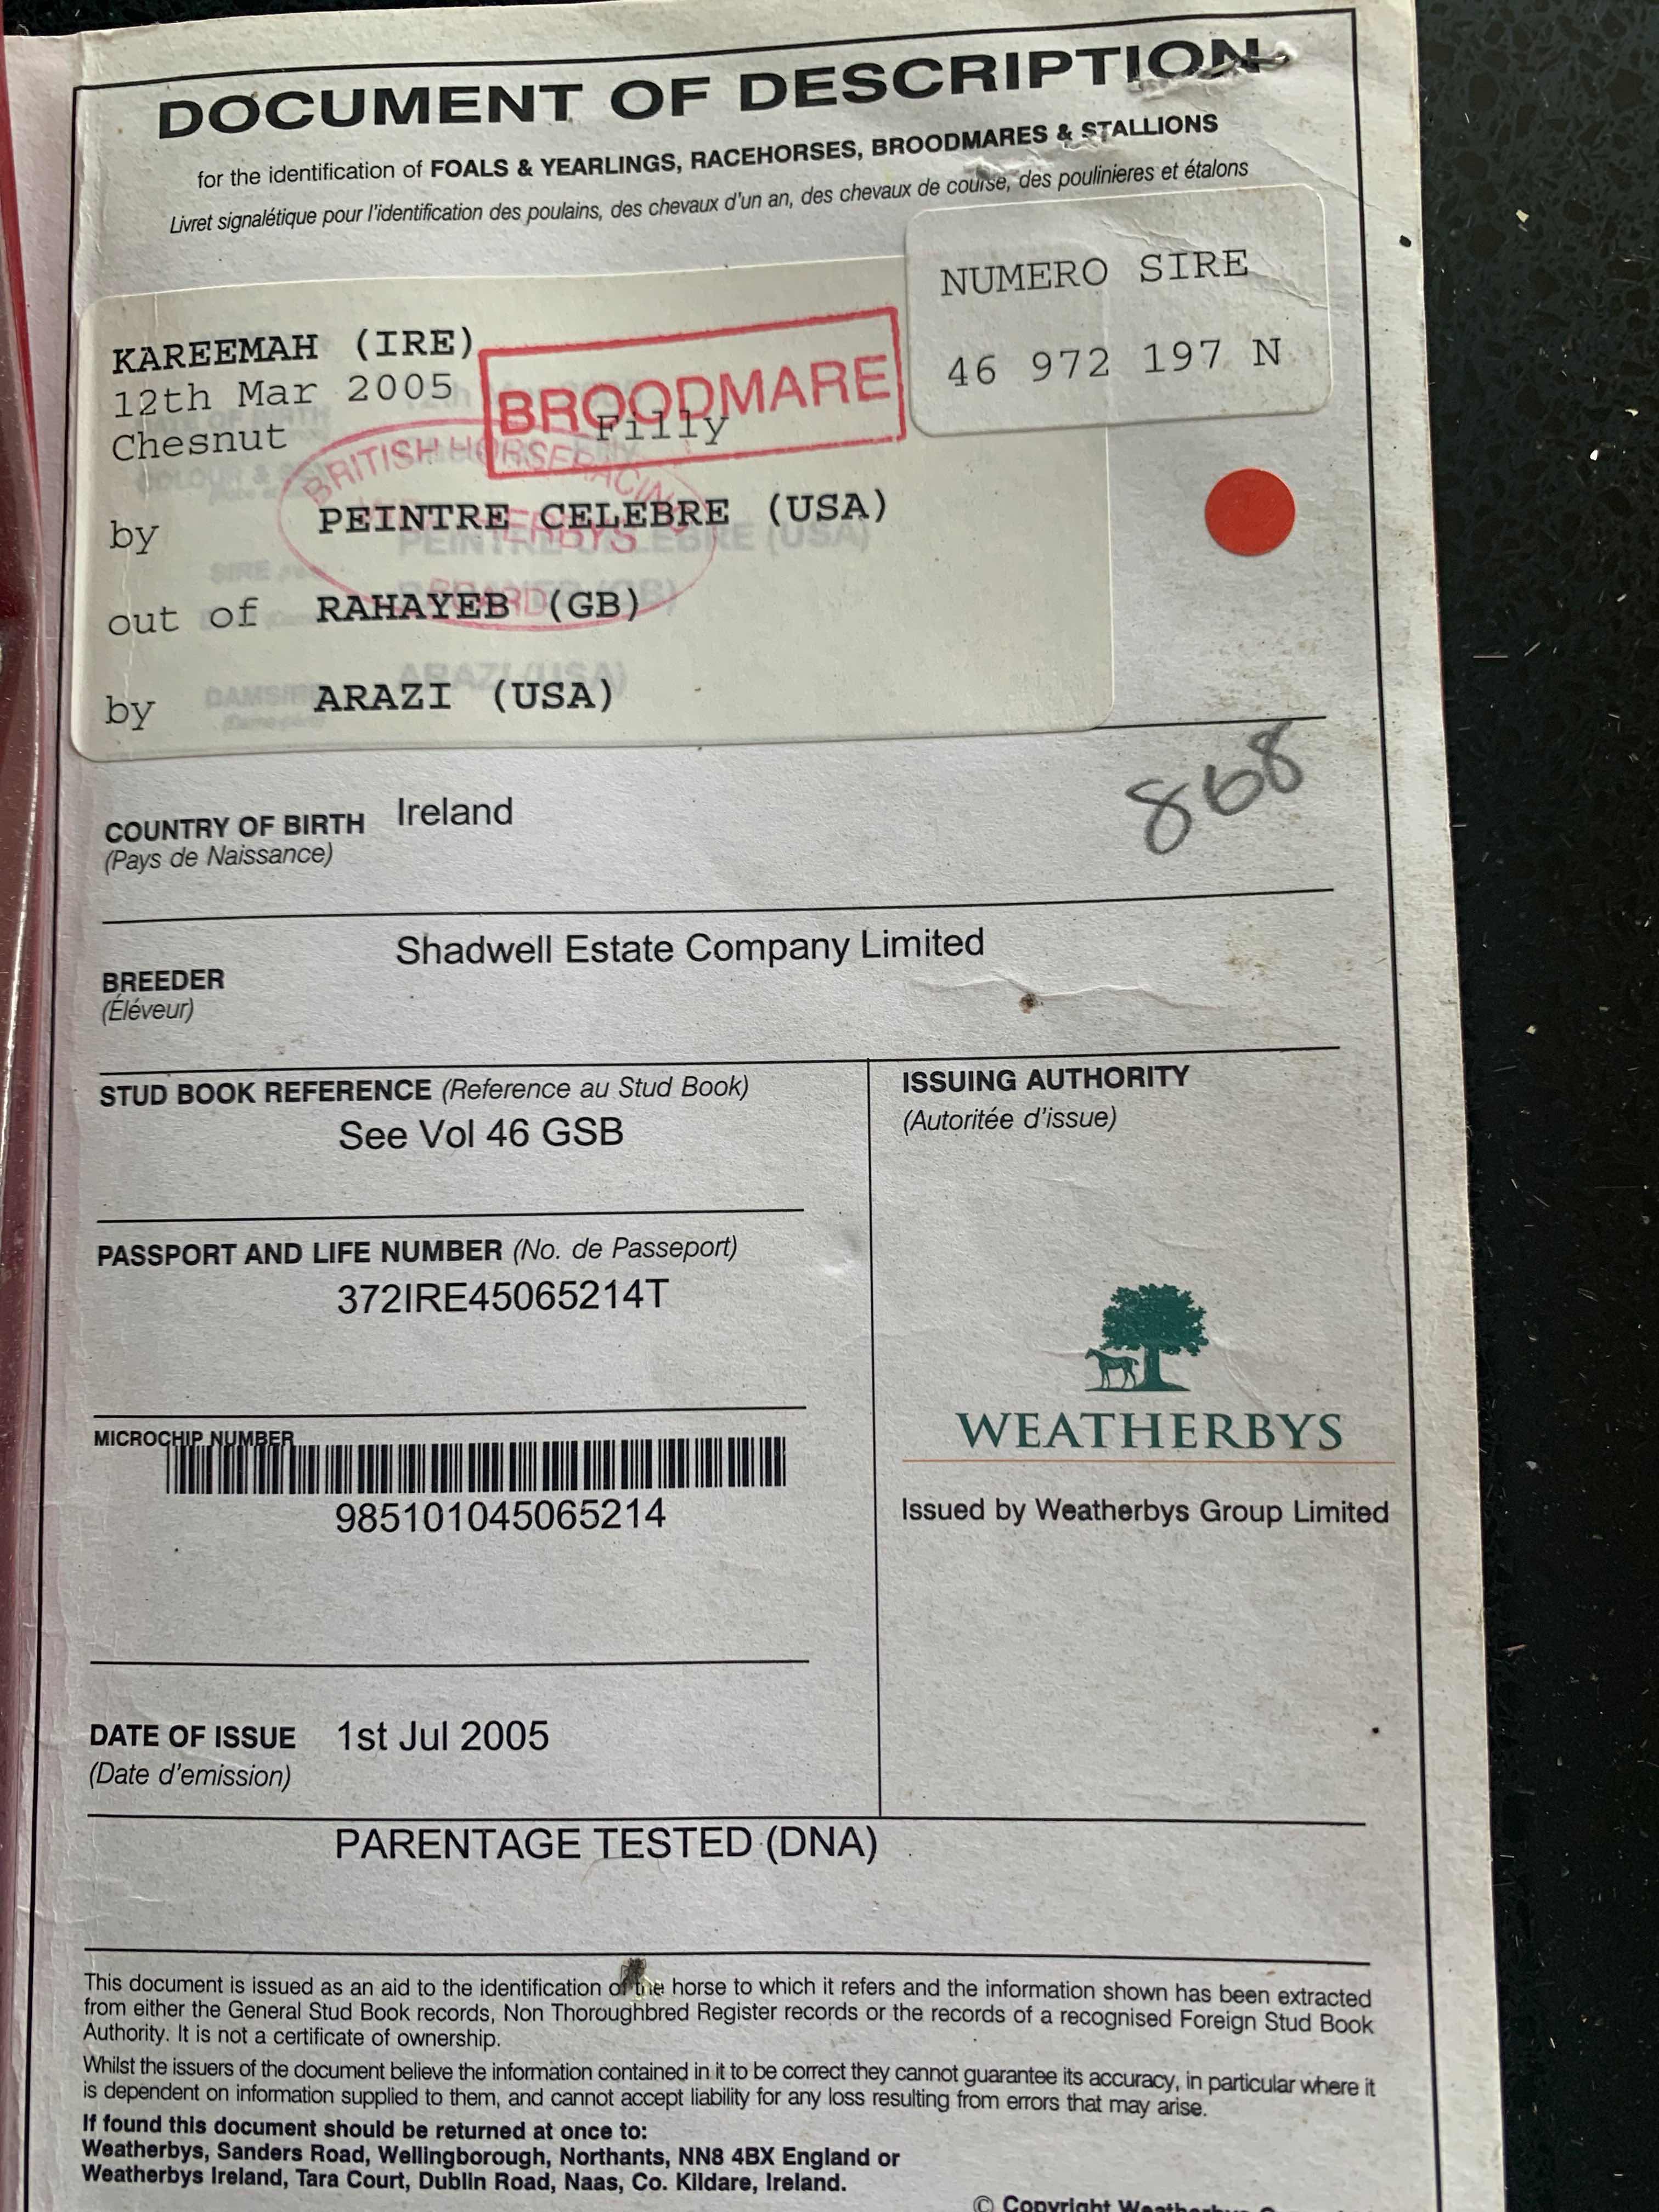 DOCUMENT OF DESCRIPTION
for the identification of FOALS & YEARLINGS, RACEHORSES, BROODMARES & STALLIONS
Livret signalétique pour l'identification des poulains, des chevaux d'un an, des chevaux de course, des poulinieres et étalons
NUMERO SIRE
46 972 197 N
KAREEMAH (IRE)
12th Mar 2005
BROODMARE
Filly
Chesnut
BRITISH HORSERACING
WEATHERBYS
BOARD
by PEINTRE CELEBRE (USA)
out of RAHAYEB (GB)
by ARAZI (USA)
868
COUNTRY OF BIRTH Ireland
(Pays de Naissance)
Shadwell Estate Company Limited
BREEDER
(Éléveur)
STUD BOOK REFERENCE (Reference au Stud Book)
See Vol 46 GSB
PASSPORT AND LIFE NUMBER (No. de Passeport)
372IRE45065214T
MICROCHIP NUMBER
985101045065214
DATE OF ISSUE 1st Jul 2005
(Date d'emission)
ISSUING AUTHORITY
(Autoritée d'issue)
WEATHERBYS
Issued by Weatherbys Group Limited
PARENTAGE TESTED (DNA)
This document is issued as an aid to the identification of the horse to which it refers and the information shown has been extracted
from either the General Stud Book records, Non Thoroughbred Register records or the records of a recognised Foreign Stud Book
Authority. It is not a certificate of ownership.
Whilst the issuers of the document believe the information contained in it to be correct they cannot guarantee its accuracy, in particular where it
is dependent on information supplied to them, and cannot accept liability for any loss resulting from errors that may arise.
If found this document should be returned at once to:
Weatherbys, Sanders Road, Wellingborough, Northants, NN8 4BX England or
Weatherbys Ireland, Tara Court, Dublin Road, Naas, Co. Kildare, Ireland.
© Copyright